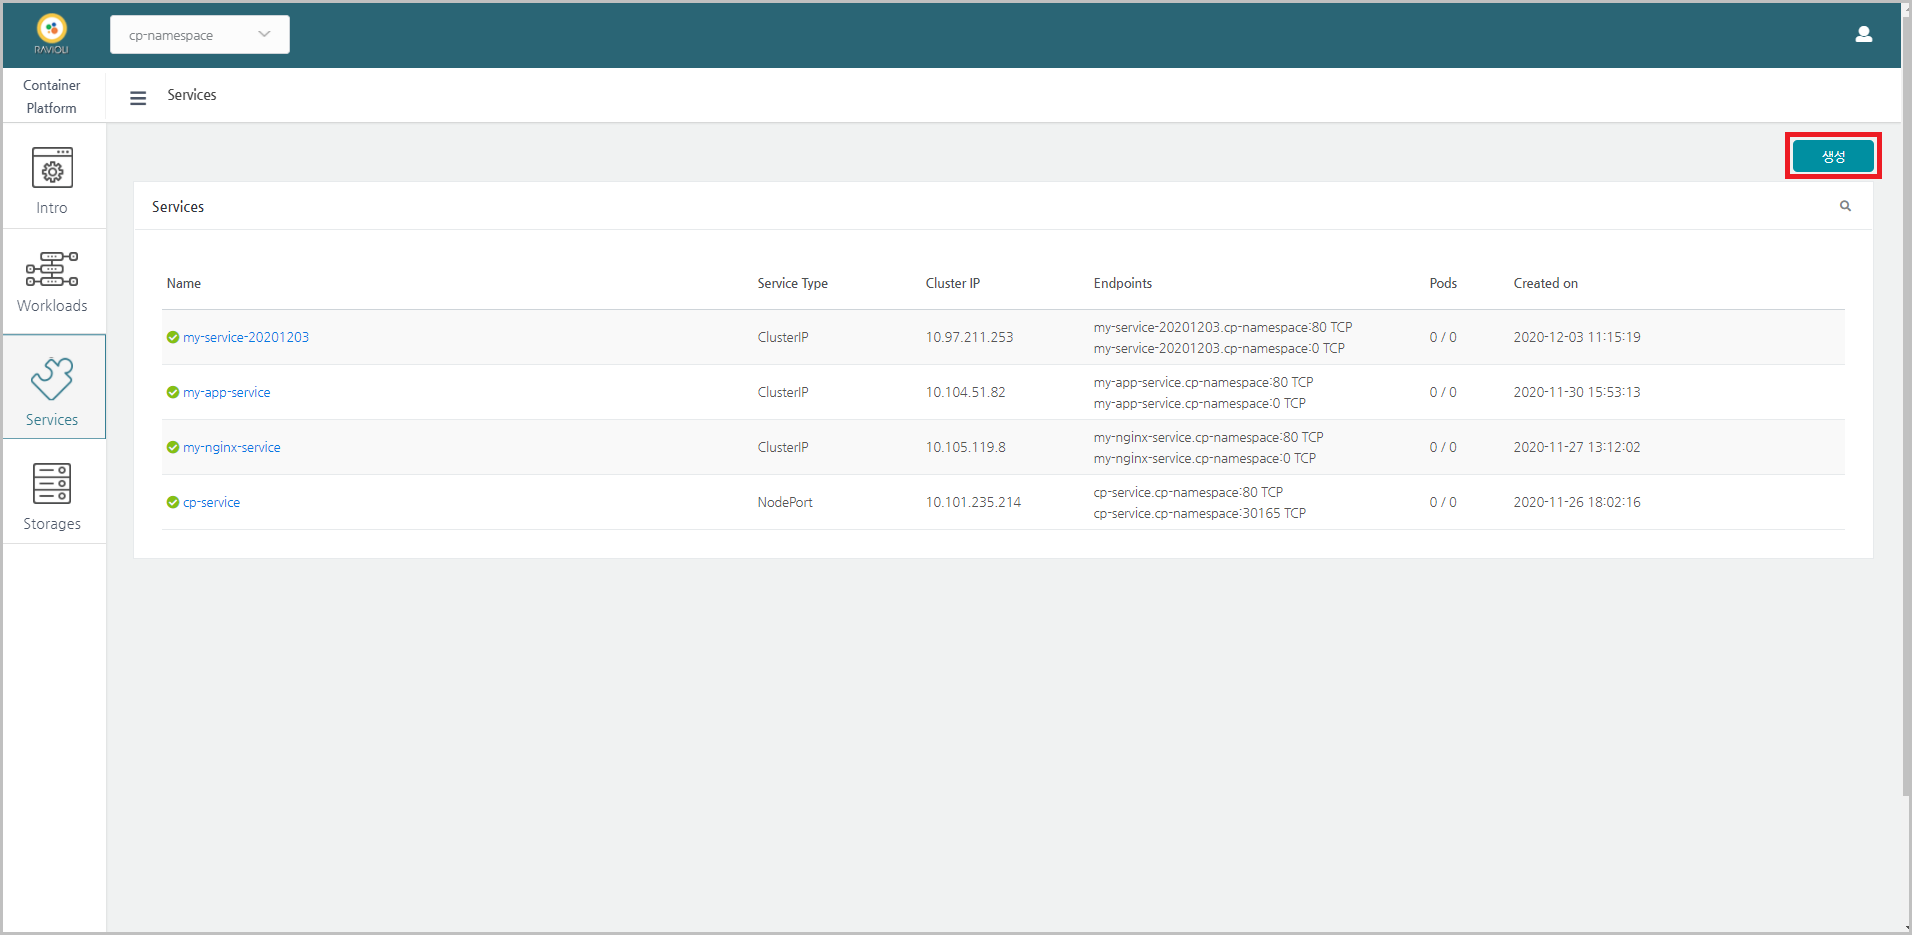 RAVIOLI
cp-namespace
Container
Platform
Services
생성
Intro
Workloads
Services
Storages
Services
Name Service Type Cluster IP Endpoints Pods Created on
my-service-20201203 ClusterIP 10.97.211.253 my-service-20201203.cp-namespace:80 TCP 0 / 0 2020-12-03 11:15:19
my-service-20201203.cp-namespace:0 TCP
my-app-service ClusterIP 10.104.51.82 my-app-service.cp-namespace:80 TCP 0 / 0 2020-11-30 15:53:13
my-app-service.cp-namespace:0 TCP
my-nginx-service ClusterIP 10.105.119.8 my-nginx-service.cp-namespace:80 TCP 0 / 0 2020-11-27 13:12:02
my-nginx-service.cp-namespace:0 TCP
cp-service NodePort 10.101.235.214 cp-service.cp-namespace:80 TCP 0 / 0 2020-11-26 18:02:16
cp-service.cp-namespace:30165 TCP